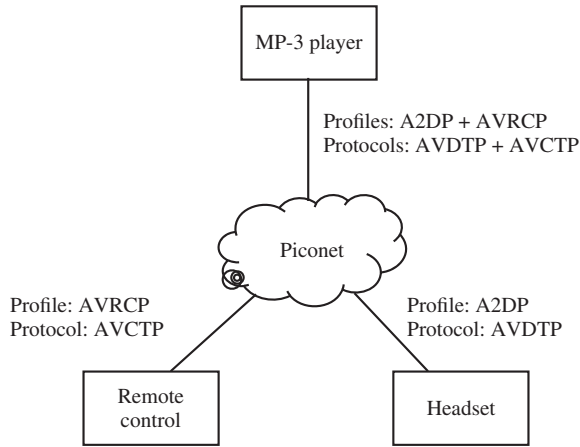 MP-3 player
Profiles: A2DP + AVRCP
Protocols: AVDTP + AVCTP
Piconet
Profile: AVRCP
Protocol: AVCTP
Profile: A2DP
Protocol: AVDTP
Remote
control
Headset